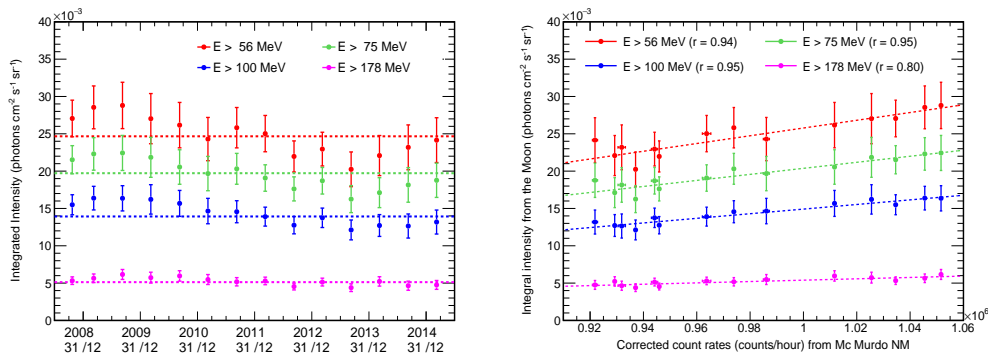 ×10⁻³
40
35
30
25
20
15
10
5
0
Integrated Intensity (photons cm⁻² s⁻¹ sr⁻¹)
E > 56 MeV
E > 75 MeV
E > 100 MeV
E > 178 MeV
2008 2009 2010 2011 2012 2013 2014
31 /12 31 /12 31 /12 31 /12 31 /12 31 /12 31 /12
×10⁻³
40
35
30
25
20
15
10
5
0
Integral intensity from the Moon (photons cm⁻² s⁻¹ sr⁻¹)
E > 56 MeV (r = 0.94)
E > 75 MeV (r = 0.95)
E > 100 MeV (r = 0.95)
E > 178 MeV (r = 0.80)
0.92 0.94 0.96 0.98 1 1.02 1.04 1.06
×10⁶
Corrected count rates (counts/hour) from Mc Murdo NM